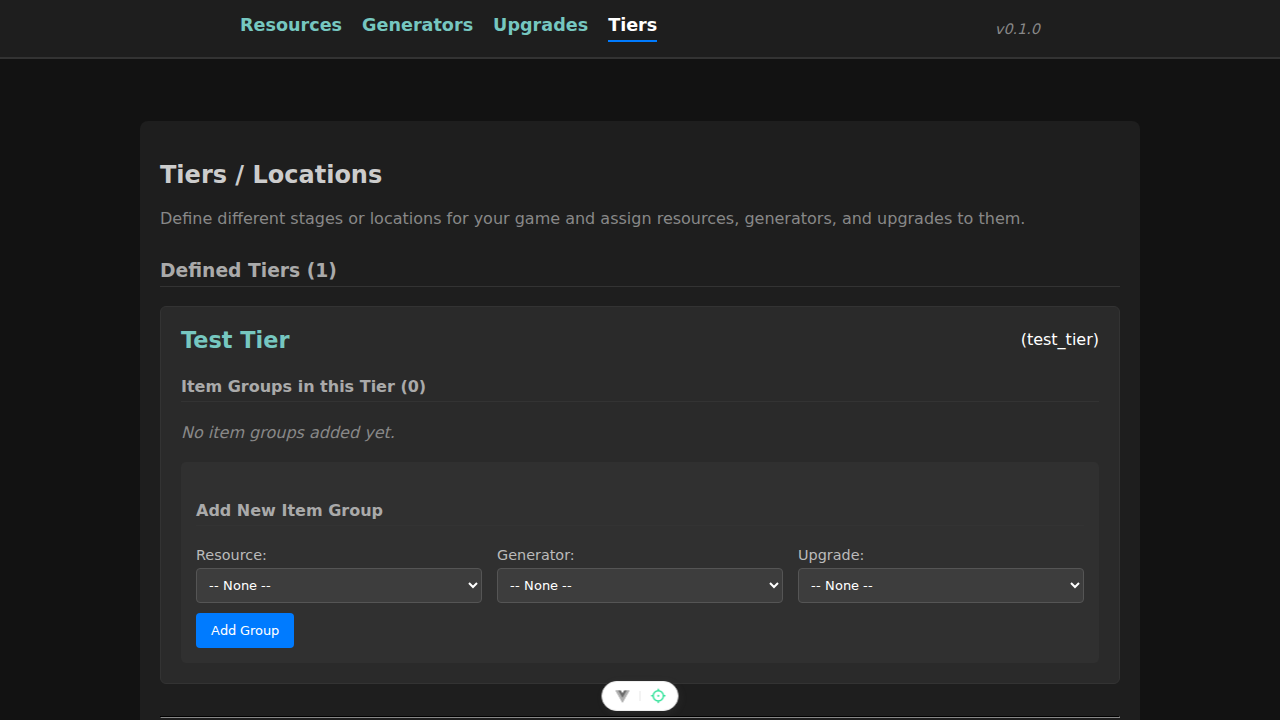 Resources Generators Upgrades Tiers v0.1.0
Tiers / Locations
Define different stages or locations for your game and assign resources, generators, and upgrades to them.
Defined Tiers (1)
Test Tier (test_tier)
Item Groups in this Tier (0)
No item groups added yet.
Add New Item Group
Resource: Generator: Upgrade:
-- None -- -- None -- -- None --
Add Group